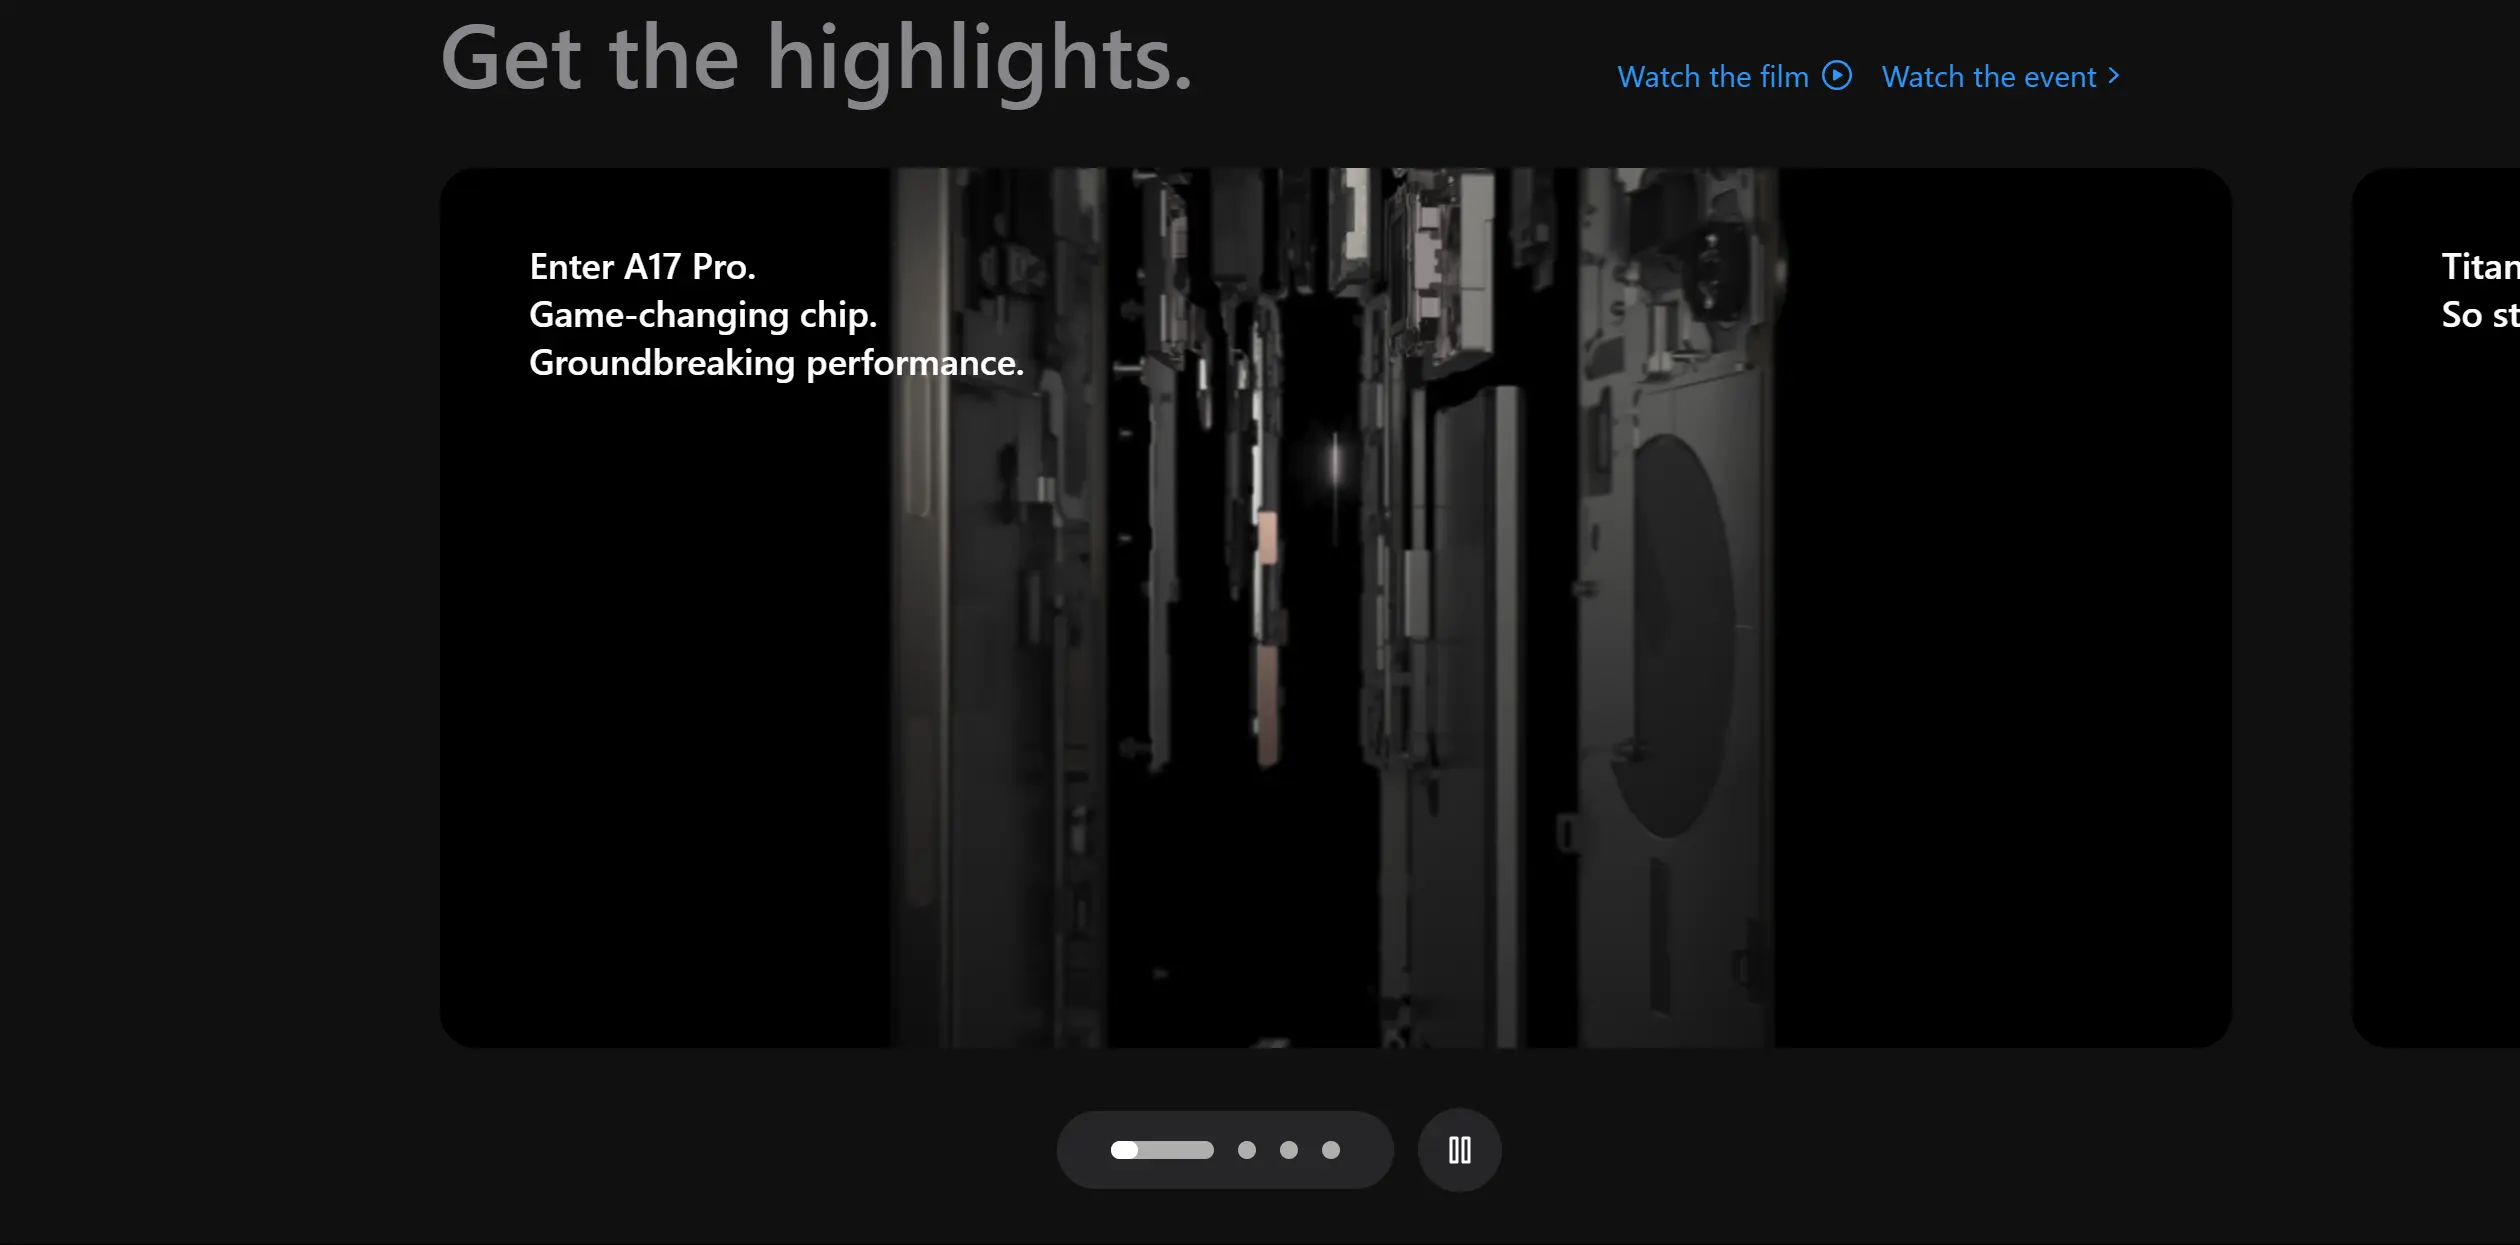 Get the highlights.
Watch the film
Watch the event
Enter A17 Pro.
Game-changing chip.
Groundbreaking performance.
Titan
So st